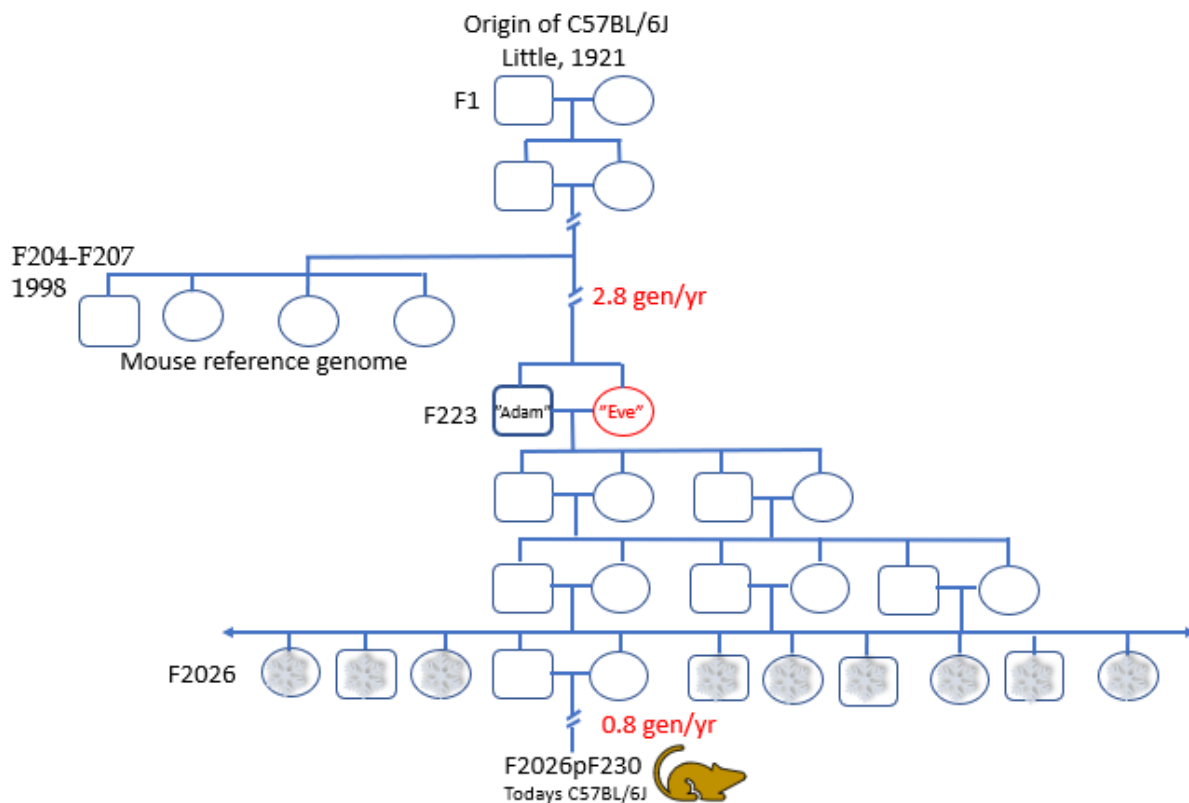 Origin of C57BL/6J
Little, 1921
F1
F204-F207
1998
2.8 gen/yr
Mouse reference genome
F223
"Adam"
"Eve"
F2026
0.8 gen/yr
F2026pF230
Todays C57BL/6J